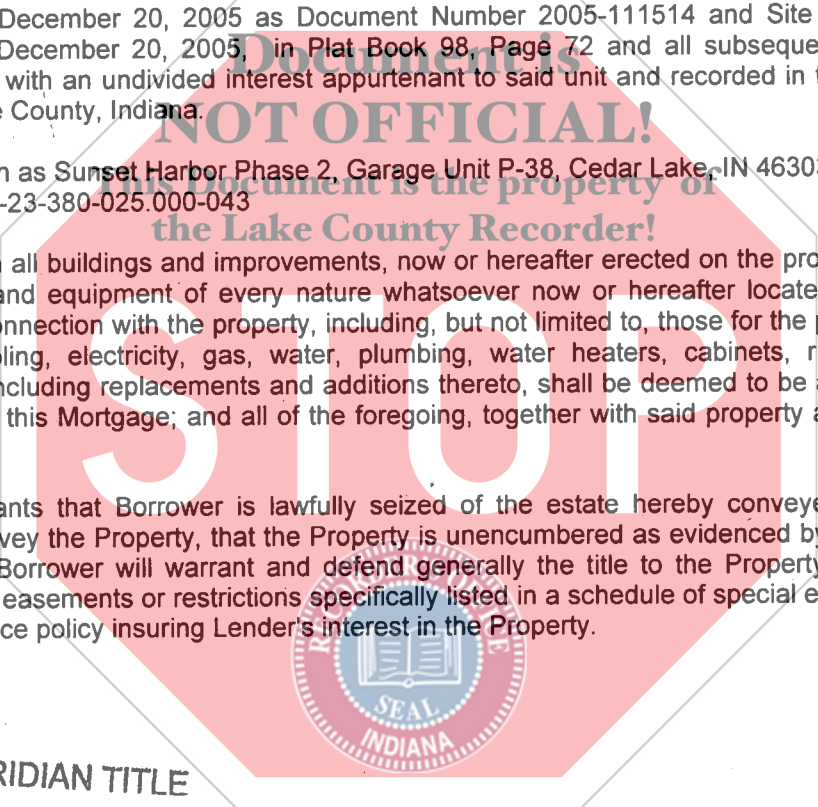 December 20, 2005 as Document Number 2005-111514 and Site
December 20, 2005, in Plat Book 98, Page 72 and all subseque
Document is
with an undivided interest appurtenant to said unit and recorded in t
e County, Indiana.
NOT OFFICIAL!
n as Sunset Harbor Phase 2, Garage Unit P-38, Cedar Lake, IN 46303
This Document is the property of
-23-380-025.000-043
the Lake County Recorder!
all buildings and improvements, now or hereafter erected on the pro
and equipment of every nature whatsoever now or hereafter locate
onnection with the property, including, but not limited to, those for the p
oling, electricity, gas, water, plumbing, water heaters, cabinets, r
ncluding replacements and additions thereto, shall be deemed to be a
this Mortgage; and all of the foregoing, together with said property a
STOP
ants that Borrower is lawfully seized of the estate hereby conveye
vey the Property, that the Property is unencumbered as evidenced by
Borrower will warrant and defend generally the title to the Property
easements or restrictions specifically listed in a schedule of special e
ce policy insuring Lender's interest in the Property.
RECORDER'S OFFICE
SEAL
INDIANA
RIDIAN TITLE